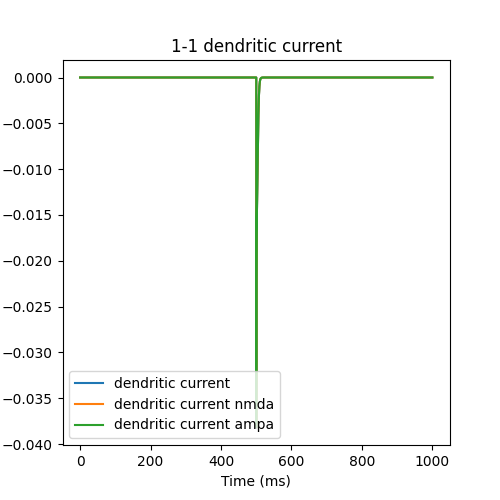 1-1 dendritic current
0.000
−0.005
−0.010
−0.015
−0.020
−0.025
−0.030
−0.035
−0.040
dendritic current
dendritic current nmda
dendritic current ampa
0 200 400 600 800 1000
Time (ms)